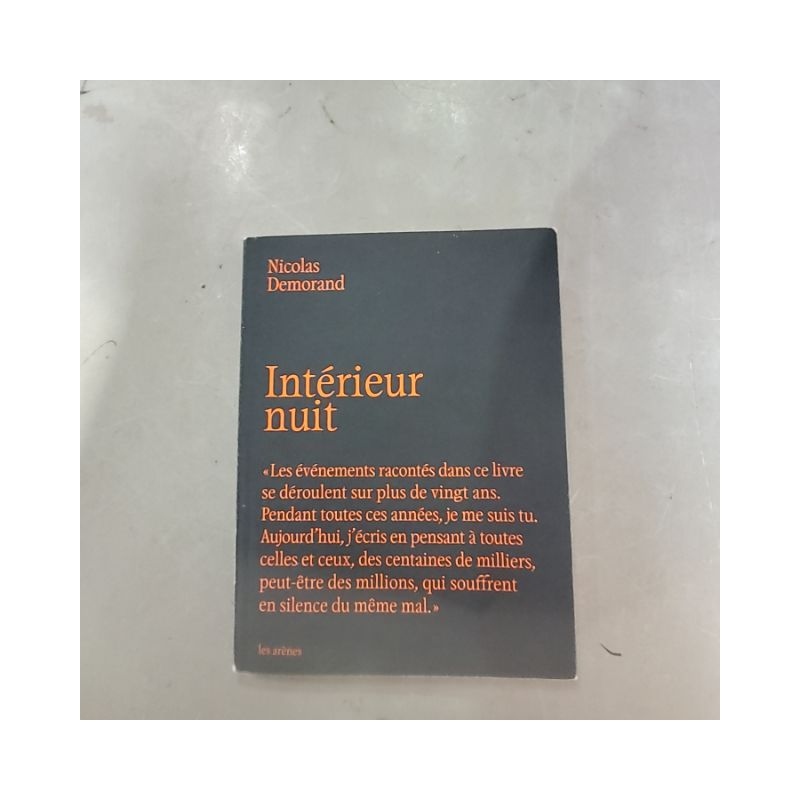 Nicolas
Demorand
Intérieur
nuit
«Les événements racontés dans ce livre
se déroulent sur plus de vingt ans.
Pendant toutes ces années, je me suis tu.
Aujourd'hui, j'écris en pensant à toutes
celles et ceux, des centaines de milliers,
peut-être des millions, qui souffrent
en silence du même mal.»
les arènes